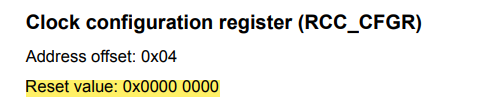 Clock configuration register (RCC_CFGR)
Address offset: 0x04
Reset value: 0x0000 0000